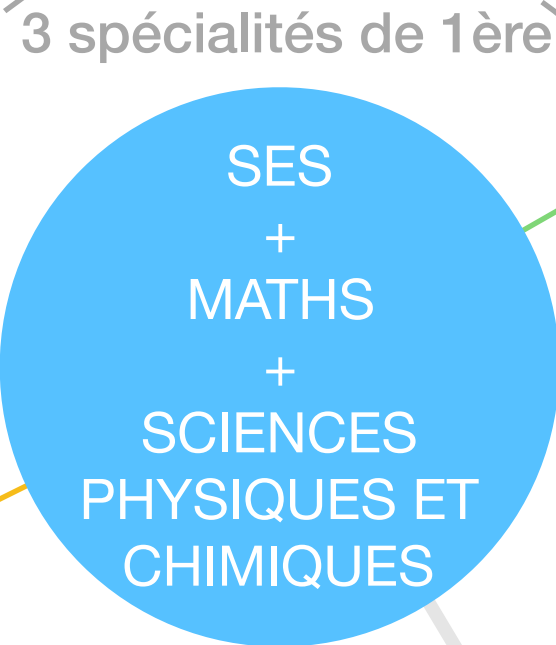 3 spécialités de 1ère
SES
+
MATHS
+
SCIENCES
PHYSIQUES ET
CHIMIQUES